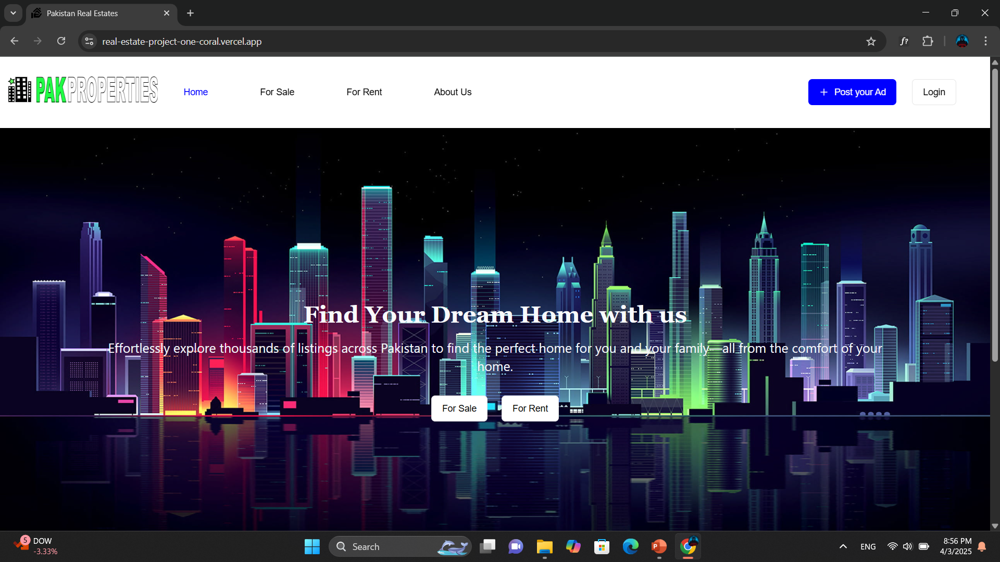 Pakistan Real Estates
real-estate-project-one-coral.vercel.app
f?
PAKPROPERTIES
Home
For Sale
For Rent
About Us
+ Post your Ad
Login
Find Your Dream Home with us
Effortlessly explore thousands of listings across Pakistan to find the perfect home for you and your family—all from the comfort of your
home.
For Sale
For Rent
5
DOW
-3.33%
Search
P
ENG
8:56 PM
4/3/2025